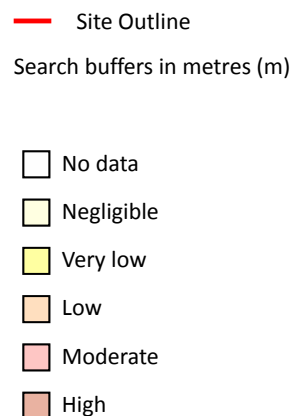 Site Outline
Search buffers in metres (m)
No data
Negligible
Very low
Low
Moderate
High